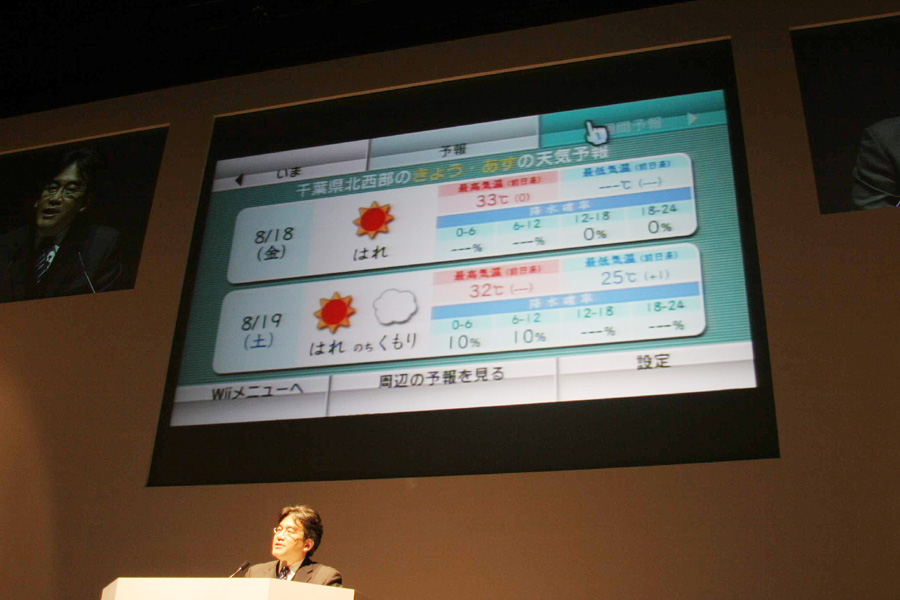 いま
予報
週間予報
千葉県北西部のきょう・あすの天気予報
8/18
(金)
はれ
最高気温(前日差)
33℃(0)
最低気温(前日差)
---℃(---)
降水確率
0-6 6-12 12-18 18-24
---% ---% 0% 0%
8/19
(土)
はれ のち くもり
最高気温(前日差)
32℃(---)
最低気温(前日差)
25℃(+1)
降水確率
0-6 6-12 12-18 18-24
10% 10% ---% ---%
Wiiメニューへ
周辺の予報を見る
設定